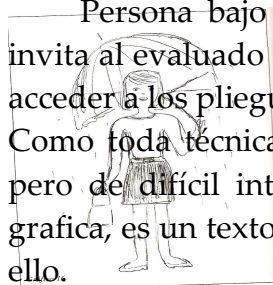 Persona bajo
invita al evaluado
acceder a los pliegu
Como toda técnica
pero de difícil int
grafica, es un texto
ello.